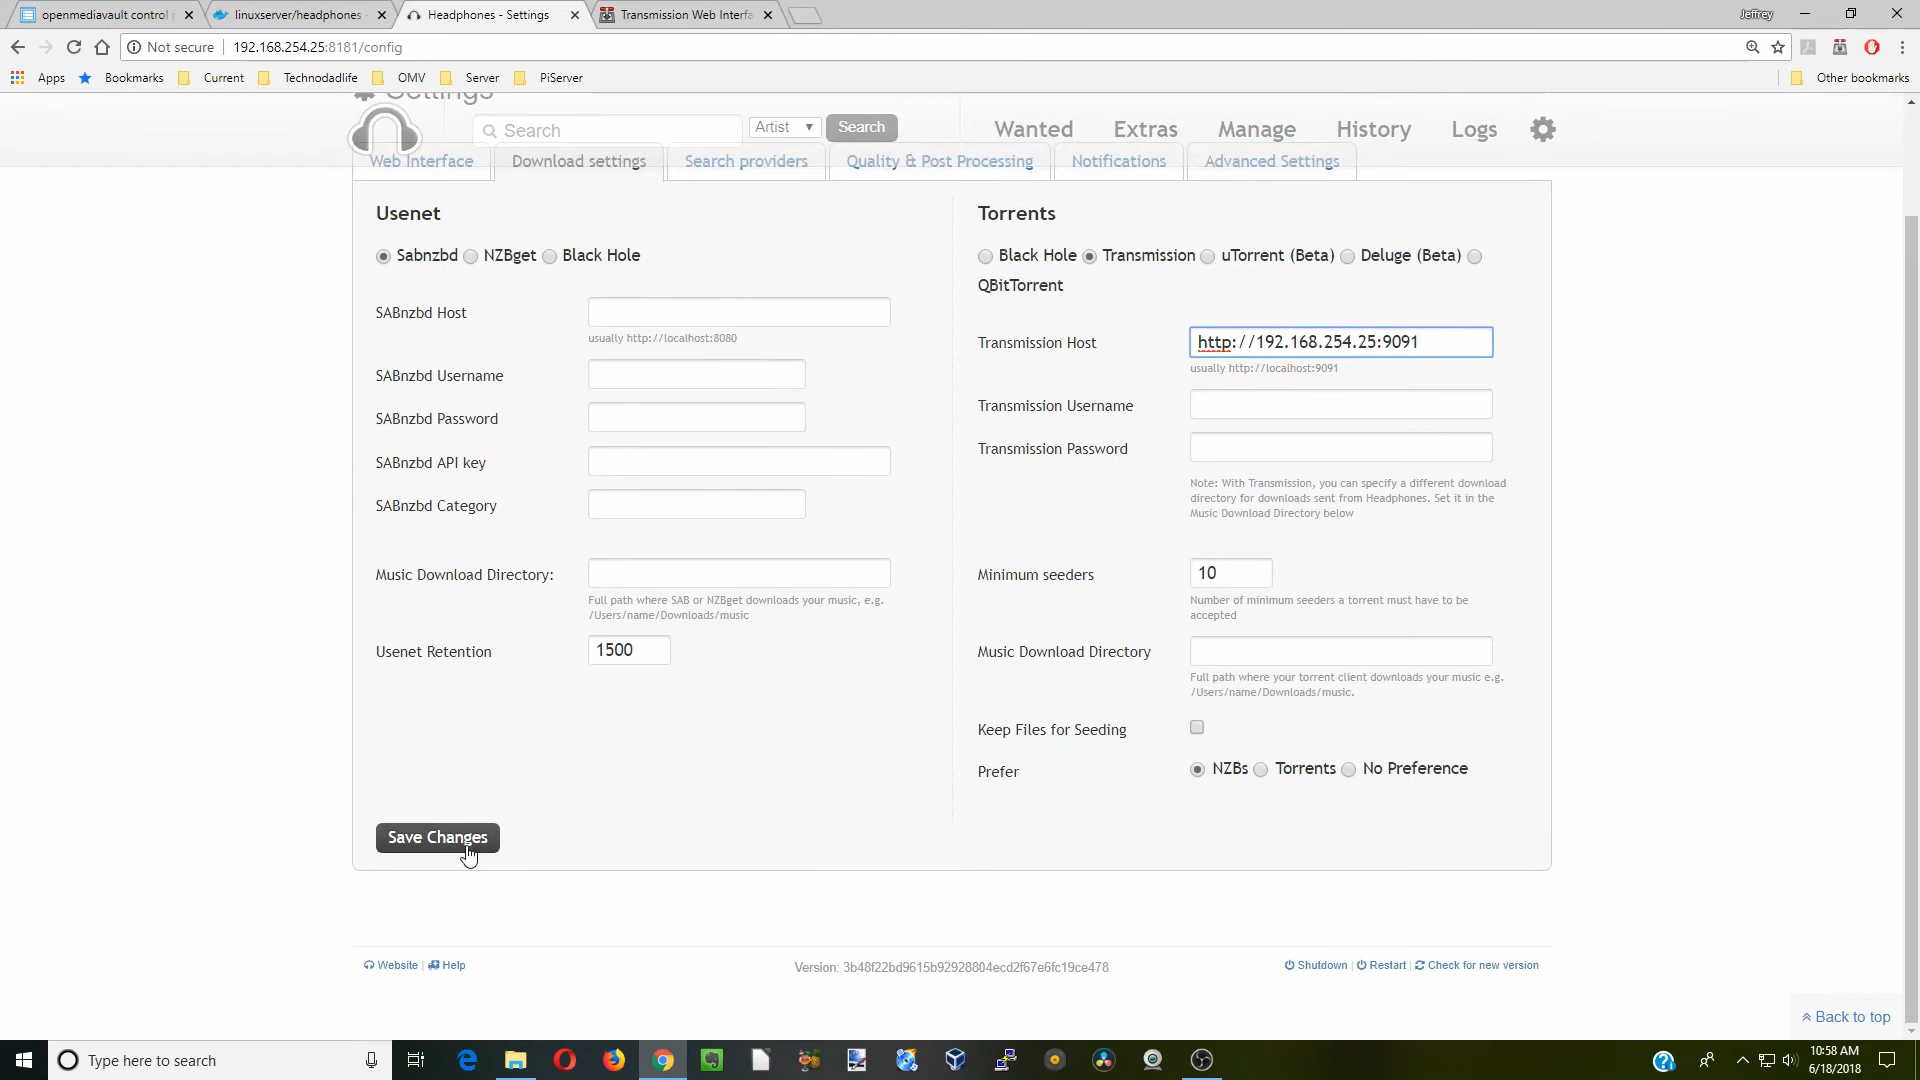 openmediavault control p
linuxserver/headphones -
Headphones - Settings
Transmission Web Interfa
Jeffrey
Not secure
192.168.254.25:8181/config
Apps
Bookmarks
Current
Technodadlife
OMV
Server
PiServer
Other bookmarks
Settings
Search
Artist
Search
Wanted
Extras
Manage
History
Logs
Web Interface
Download settings
Search providers
Quality & Post Processing
Notifications
Advanced Settings
Usenet
Sabnzbd
NZBget
Black Hole
SABnzbd Host
usually http://localhost:8080
SABnzbd Username
SABnzbd Password
SABnzbd API key
SABnzbd Category
Music Download Directory:
Full path where SAB or NZBget downloads your music, e.g.
/Users/name/Downloads/music
Usenet Retention
1500
Torrents
Black Hole
Transmission
uTorrent (Beta)
Deluge (Beta)
QBitTorrent
Transmission Host
http://192.168.254.25:9091
usually http://localhost:9091
Transmission Username
Transmission Password
Note: With Transmission, you can specify a different download
directory for downloads sent from Headphones. Set it in the
Music Download Directory below
Minimum seeders
10
Number of minimum seeders a torrent must have to be
accepted
Music Download Directory
Full path where your torrent client downloads your music e.g.
/Users/name/Downloads/music.
Keep Files for Seeding
Prefer
NZBs
Torrents
No Preference
Save Changes
Website | Help
Version: 3b48f22bd9615b92928804ecd2f67e6fc19ce478
Shutdown | Restart | Check for new version
Back to top
Type here to search
10:58 AM
6/18/2018